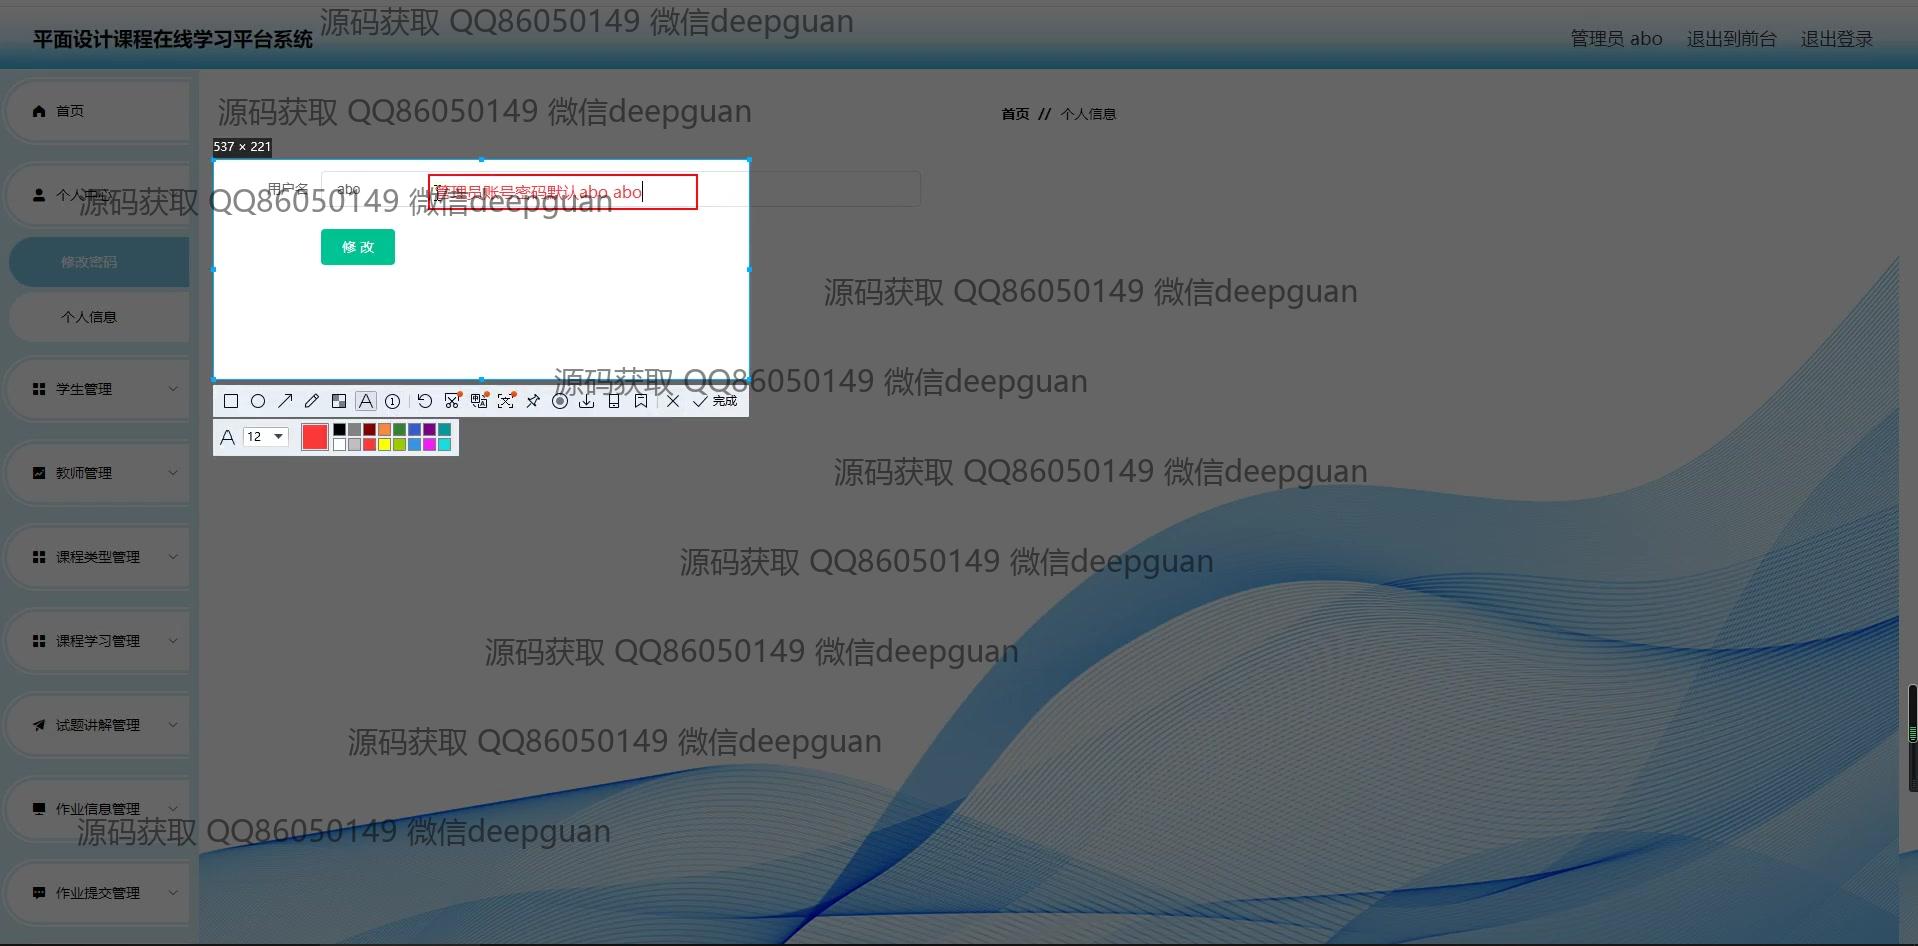 源码获取 QQ86050149 微信deepguan
平面设计课程在线学习平台系统
管理员 abo 退出到前台 退出登录
首页
源码获取 QQ86050149 微信deepguan
首页 // 个人信息
537 × 221
用户名 abo
管理员账号密码默认abo abo
个人中心
源码获取 QQ86050149 微信deepguan
修 改
修改密码
源码获取 QQ86050149 微信deepguan
个人信息
学生管理
源码获取 QQ86050149 微信deepguan
完成
A 12
教师管理
源码获取 QQ86050149 微信deepguan
课程类型管理
源码获取 QQ86050149 微信deepguan
课程学习管理
源码获取 QQ86050149 微信deepguan
试题讲解管理
源码获取 QQ86050149 微信deepguan
作业信息管理
源码获取 QQ86050149 微信deepguan
作业提交管理